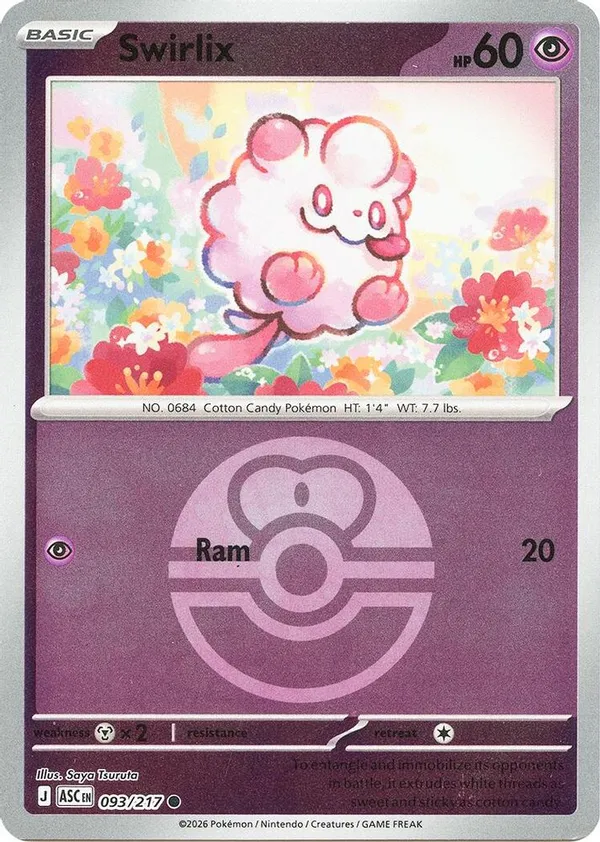 BASIC
Swirlix
HP 60
NO. 0684 Cotton Candy Pokémon HT: 1'4" WT: 7.7 lbs.
Ram 20
weakness ×2 resistance retreat
Illus. Saya Tsuruta
To entangle and immobilize its opponents
in battle, it extrudes white threads as
sweet and sticky as cotton candy.
J ASC EN 093/217
©2026 Pokémon / Nintendo / Creatures / GAME FREAK